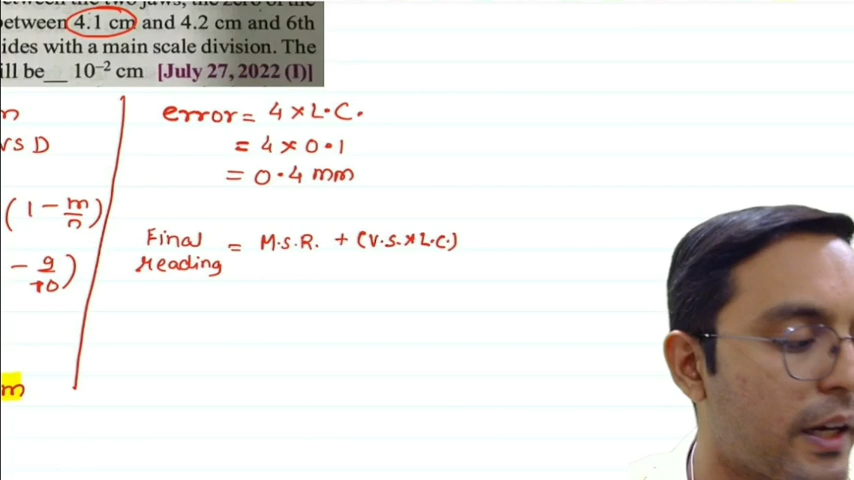 between 4.1 cm and 4.2 cm and 6th
ides with a main scale division. The
ill be__ 10⁻² cm [July 27, 2022 (I)]
error = 4 × L.C.
= 4 × 0.1
= 0.4 mm
VSD
(1 - m/n)
Final reading = M.S.R. + (V.S. × L.C.)
- 9/10)
m